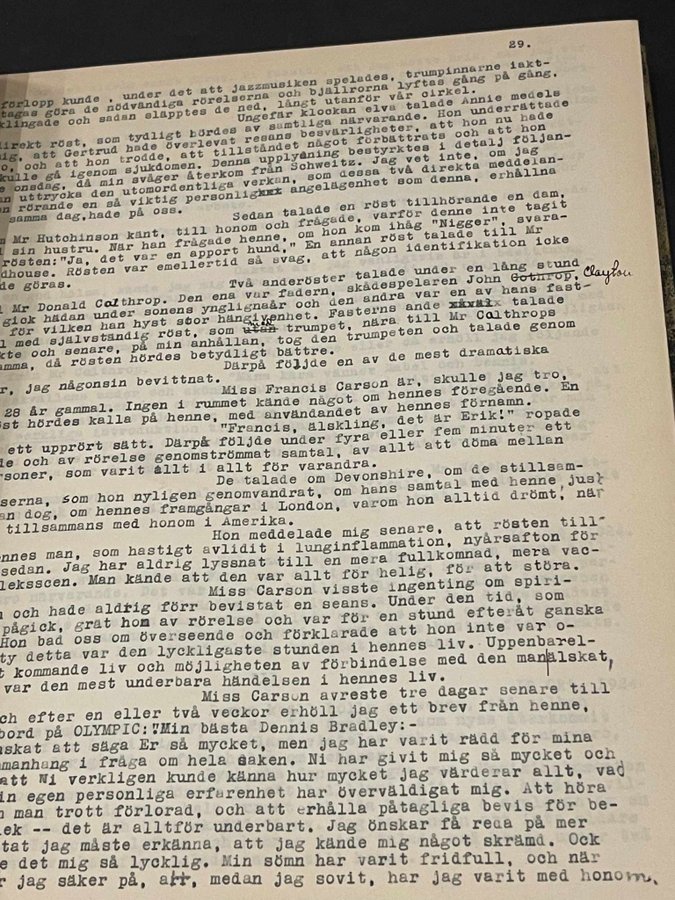 29.
förlopp kunde , under det att jazzmusiken spelades, trumpinnarne iakt-
tagas göra de nödvändiga rörelserna och bjällrorna lyftas gång på gång,
klingade och sadan släpptes de ned, långt utanför vår cirkel.
Ungefär klockan elva talade Annie medels
direkt röst, som tydligt hördes av samtliga närvarande. Hon underrättade
mig, att Gertrud hade överlevat resans besvärligheter, att hon nu hade
o, och att hon trodde, att tillståndet något förbättrats och att hon
kulle gå igenom sjukdomen. Denna upplysning bestyrktes i detalj följan-
e onsdag, då min svåger återkom från Schweitz. Jag vet inte, om jag
an uttrycka den utomordentliga verkan, som dessa två direkta meddelan-
n rörande en så viktig personlig angelägenhet som denna, erhållna
samma dag,hade på oss.
Sedan talade en röst tillhörande en dam,
m Mr Hutchinson känt, till honom och frågade, varför denne inte tagit
d sin hustru. När han frågade henne, om hon kom ihåg "Nigger", svara-
rösten:"Ja, det var en apport hund," En annan röst talade till Mr
dhouse. Rösten var emellertid så svag, att någon identifikation icke
de göras.
Två anderöster talade under en lång stund
l Mr Donald Calthrop. Den ena var fadern, skådespelaren John Gothrop, Clayton
gick hädan under sonens ynglingaår och den andra var en av hans fast-
för vilken han hyst stor hängivenhet. Fasterns ande talade
l med självständig röst, som utan trumpet, nära till Mr Calthrops
kte och senare, på min anhållan, tog den trumpeten och talade genom
amma, då rösten hördes betydligt bättre.
Därpå följde en av de mest dramatiska
r, jag någonsin bevittnat.
Miss Francis Carson är, skulle jag tro,
28 år gammal. Ingen i rummet kände något om hennes föregående. En
st hördes kalla på henne, med användandet av hennes förnamn.
"Francis, älskling, det är Erik!" ropade
ett upprört sätt. Därpå följde under fyra eller fem minuter ett
de och av rörelse genomströmmat samtal, av allt att döma mellan
rsoner, som varit allt i allt för varandra.
De talade om Devonshire, om de stillsam-
serna, som hon nyligen genomvandrat, om hans samtal med henne just
an dog, om hennes framgångar i London, varom hon alltid drömt, när
tillsammans med honom i Amerika.
Hon meddelade mig senare, att rösten till-
nnes man, som hastigt avlidit i lunginflammation, nyårsafton för
sedan. Jag har aldrig lyssnat till en mera fullkomnad, mera vac-
leksscen. Man kände att den var allt för helig, för att störa.
Miss Carson visste ingenting om spiri-
n och hade aldrig förr bevistat en seans. Under den tid, som
pågick, grät hon av rörelse och var för en stund efteråt ganska
Hon bad oss om överseende och förklarade att hon inte var o-
ty detta var den lyckligaste stunden i hennes liv. Uppenbarel-
t kommande liv och möjligheten av förbindelse med den man älskat,
var den mest underbara händelsen i hennes liv.
Miss Carson avreste tre dagar senare till
ch efter en eller två veckor erhöll jag ett brev från henne,
bord på OLYMPIC:"Min bästa Dennis Bradley:-
nskat att säga Er så mycket, men jag har varit rädd för mina
mmanhang i fråga om hela saken. Ni har givit mig så mycket och
att Ni verkligen kunde känna hur mycket jag värderar allt, vad
in egen personliga erfarenhet har överväldigat mig. Att höra
n man trott förlorad, och att erhålla påtagliga bevis för be-
ek -- det är alltför underbart. Jag önskar få reda på mer
tat jag måste erkänna, att jag kände mig något skrämd. Ock
e det mig så lycklig. Min sömn har varit fridfull, och när
r jag säker på, att, medan jag sovit, har jag varit med honom,